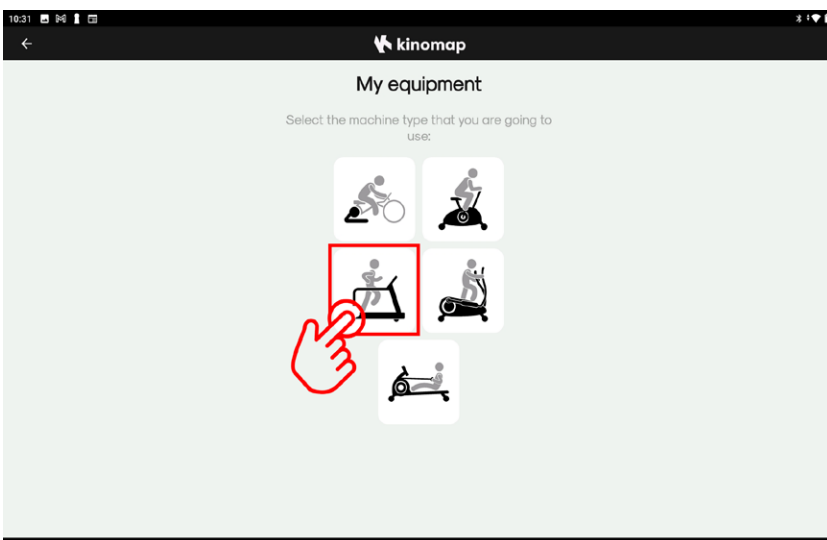 10:31
kinomap
My equipment
Select the machine type that you are going to
use: